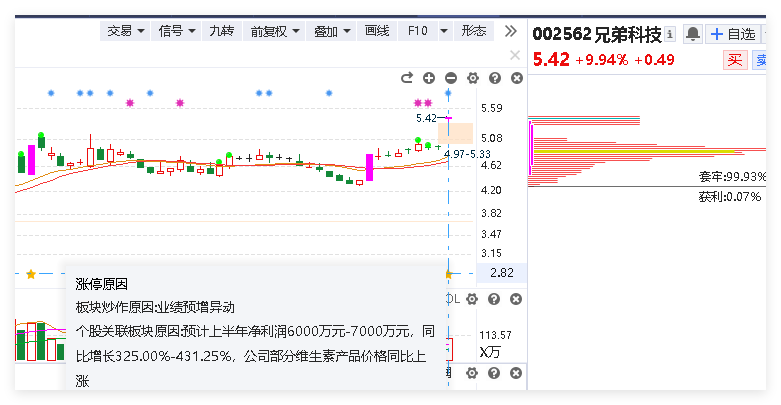 交易 信号 九转 前复权 叠加 画线 F10 形态
002562 兄弟科技 自选
5.42 +9.94% +0.49 买 卖
5.59
5.42
5.08
4.97-5.33
4.62
4.20
3.82
3.47
3.15
2.82
套牢:99.93%
获利:0.07%
涨停原因
板块炒作原因:业绩预增异动
个股关联板块原因:预计上半年净利润6000万元-7000万元，同
比增长325.00%-431.25%，公司部分维生素产品价格同比上
涨
OL
113.57
X万